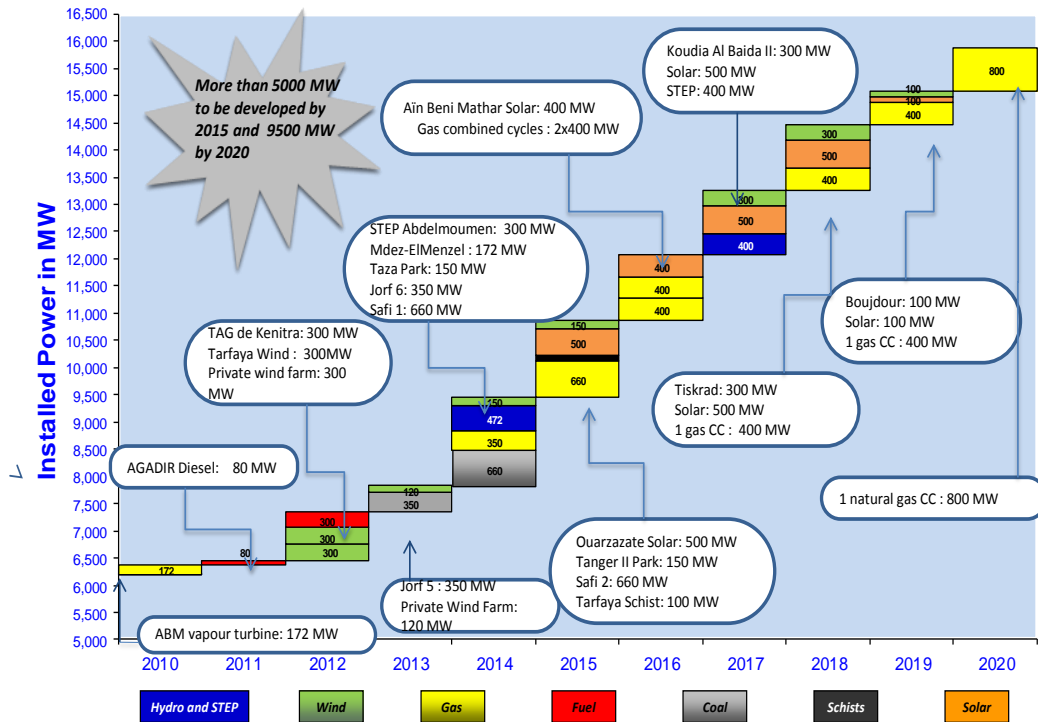 16,500
16,000
15,500
15,000
14,500
14,000
13,500
13,000
12,500
12,000
11,500
11,000
10,500
10,000
9,500
9,000
8,500
8,000
7,500
7,000
6,500
6,000
5,500
5,000
Installed Power in MW
More than 5000 MW
to be developed by
2015 and 9500 MW
by 2020
Koudia Al Baida II: 300 MW
Solar: 500 MW
STEP: 400 MW
Aïn Beni Mathar Solar: 400 MW
Gas combined cycles : 2x400 MW
STEP Abdelmoumen: 300 MW
Mdez-ElMenzel : 172 MW
Taza Park: 150 MW
Jorf 6: 350 MW
Safi 1: 660 MW
TAG de Kenitra: 300 MW
Tarfaya Wind : 300MW
Private wind farm: 300
MW
AGADIR Diesel: 80 MW
ABM vapour turbine: 172 MW
Jorf 5 : 350 MW
Private Wind Farm:
120 MW
Ouarzazate Solar: 500 MW
Tanger II Park: 150 MW
Safi 2: 660 MW
Tarfaya Schist: 100 MW
Tiskrad: 300 MW
Solar: 500 MW
1 gas CC : 400 MW
Boujdour: 100 MW
Solar: 100 MW
1 gas CC : 400 MW
1 natural gas CC : 800 MW
172
80
300
300
300
120
350
150
472
350
660
150
500
660
400
400
400
300
500
400
300
500
400
100
100
400
800
2010 2011 2012 2013 2014 2015 2016 2017 2018 2019 2020
Hydro and STEP Wind Gas Fuel Coal Schists Solar